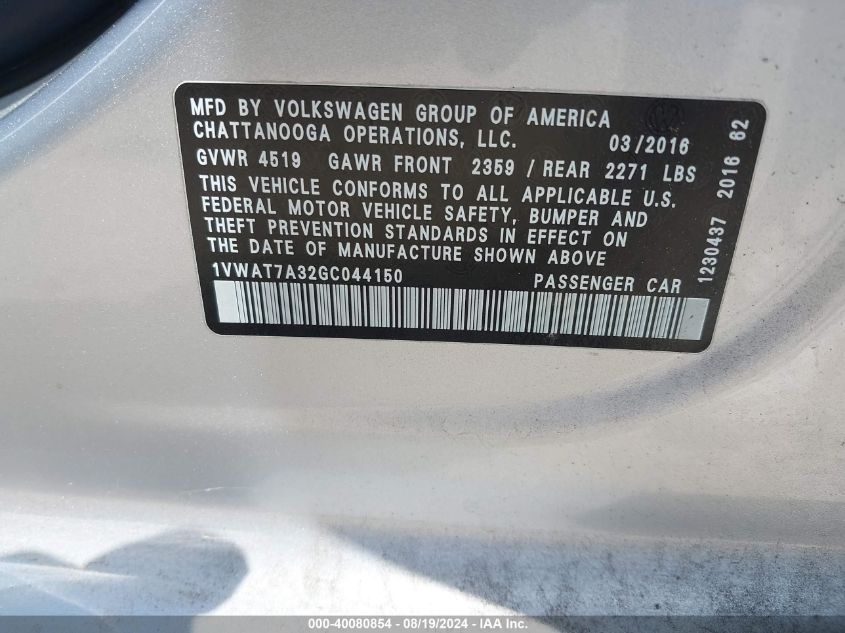 MFD BY VOLKSWAGEN GROUP OF AMERICA
CHATTANOOGA OPERATIONS, LLC. 03/2016
GVWR 4519 GAWR FRONT 2359 / REAR 2271 LBS
THIS VEHICLE CONFORMS TO ALL APPLICABLE U.S.
FEDERAL MOTOR VEHICLE SAFETY, BUMPER AND
THEFT PREVENTION STANDARDS IN EFFECT ON
THE DATE OF MANUFACTURE SHOWN ABOVE
1VWAT7A32GC044150 PASSENGER CAR
1230437 2016 62
000-40080854 - 08/19/2024 - IAAI.com